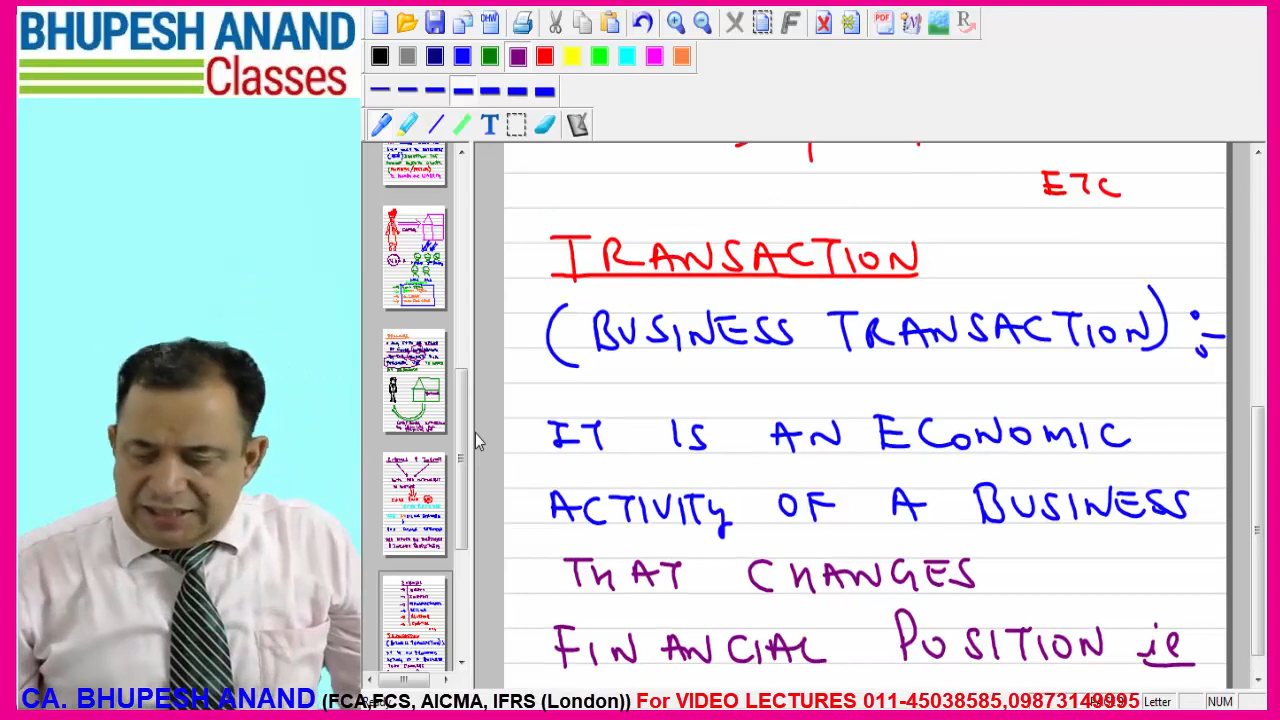 BHUPESH ANAND
Classes
ETC
TRANSACTION
(BUSINESS TRANSACTION) :-
IT IS AN ECONOMIC
ACTIVITY OF A BUSINESS
THAT CHANGES
FINANCIAL POSITION ie
CA. BHUPESH ANAND (FCA,FCS, AICMA, IFRS (London)) For VIDEO LECTURES 011-45038585,09873149995
Letter
NUM